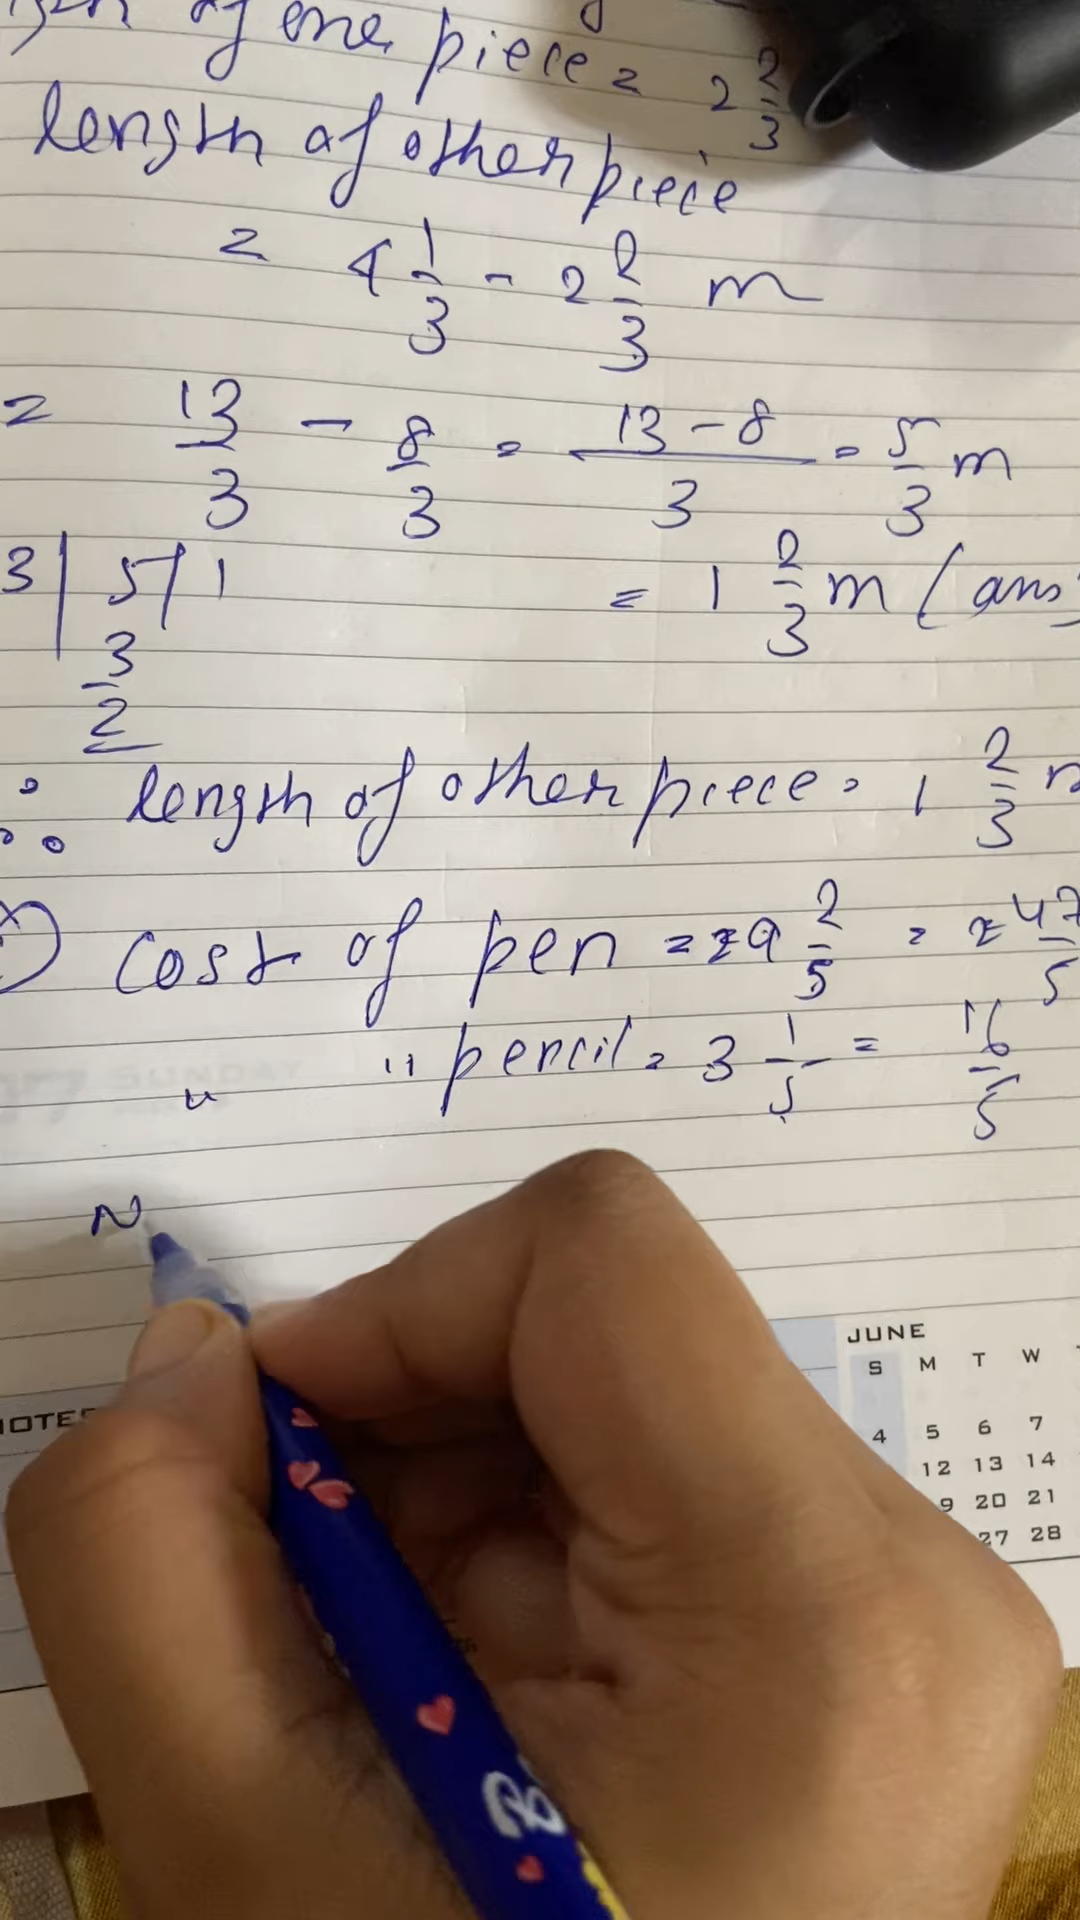 of one piece = 2 2/3
length of other piece
= 4 1/3 - 2 2/3 m
= 13/3 - 8/3 = 13-8/3 = 5/3 m
3 | 5 | 1
= 1 2/3 m (ans)
3
2
∴ length of other piece = 1 2/3
Cost of pen = ₹9 2/5 = ₹47/5
" " pencil = 3 1/5 = 16/5
SUNDAY
N
JUNE
S M T W
4 5 6 7
12 13 14
9 20 21
27 28